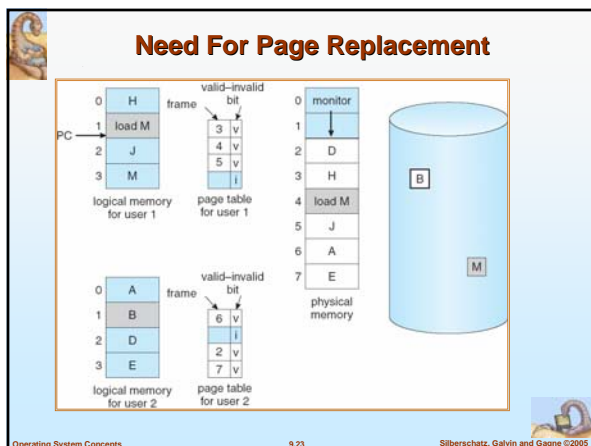 Need For Page Replacement
valid–invalid
frame bit
0 H
1 load M
PC
2 J
3 M
logical memory
for user 1
3 v
4 v
5 v
i
page table
for user 1
valid–invalid
frame bit
0 A
1 B
2 D
3 E
logical memory
for user 2
6 v
i
2 v
7 v
page table
for user 2
0 monitor
1
2 D
3 H
4 load M
5 J
6 A
7 E
physical
memory
B
M
Operating System Concepts 9.23 Silberschatz, Galvin and Gagne ©2005